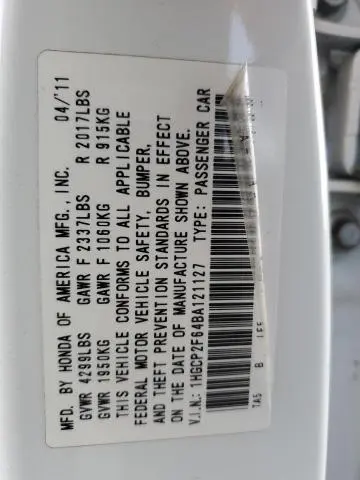 MFD. BY HONDA OF AMERICA MFG., INC. 04/'11
GVWR 4299LBS GAWR F 2337LBS R 2017LBS
GVWR 1950KG GAWR F 1060KG R 915KG
THIS VEHICLE CONFORMS TO ALL APPLICABLE
FEDERAL MOTOR VEHICLE SAFETY, BUMPER,
AND THEFT PREVENTION STANDARDS IN EFFECT
ON THE DATE OF MANUFACTURE SHOWN ABOVE.
V.I.N.: 1HGCP2F64BA121127 TYPE: PASSENGER CAR
TA5 B